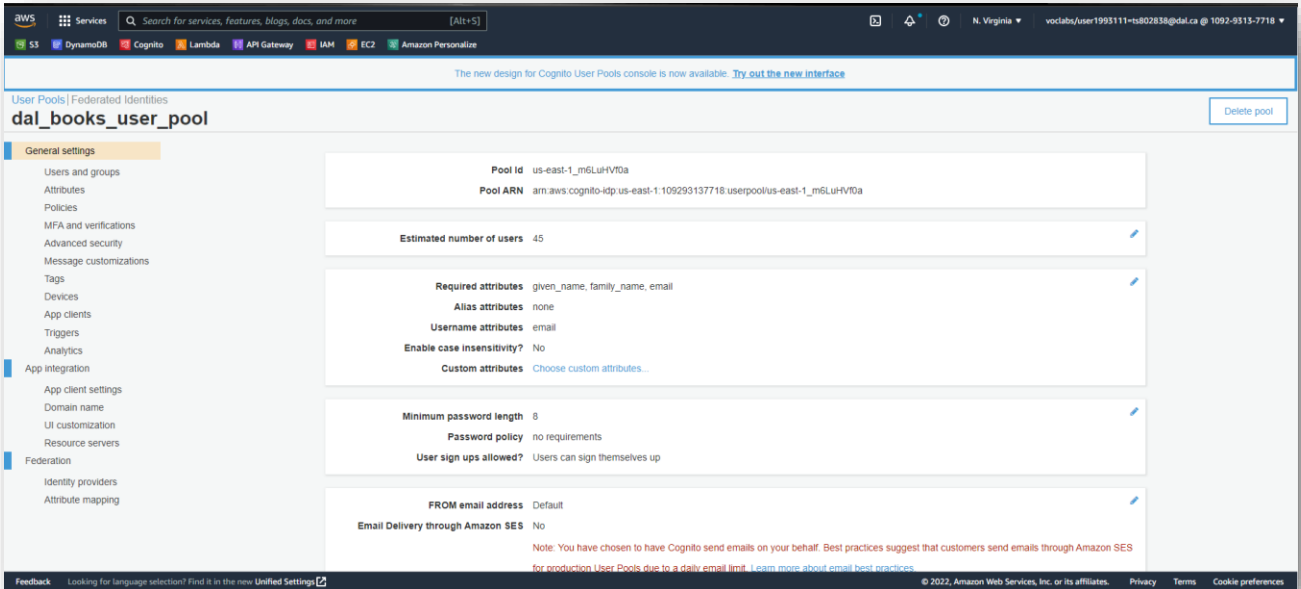 aws Services Search for services, features, blogs, docs, and more [Alt+S] N. Virginia voclabs/user1993111=ts802838@dal.ca @ 1092-9313-7718
S3 DynamoDB Cognito Lambda API Gateway IAM EC2 Amazon Personalize
The new design for Cognito User Pools console is now available. Try out the new interface
User Pools | Federated Identities
dal_books_user_pool
Delete pool
General settings
Users and groups
Attributes
Policies
MFA and verifications
Advanced security
Message customizations
Tags
Devices
App clients
Triggers
Analytics
App integration
App client settings
Domain name
UI customization
Resource servers
Federation
Identity providers
Attribute mapping
Pool Id us-east-1_m6LuHVf0a
Pool ARN arn:aws:cognito-idp:us-east-1:109293137718:userpool/us-east-1_m6LuHVf0a
Estimated number of users 45
Required attributes given_name, family_name, email
Alias attributes none
Username attributes email
Enable case insensitivity? No
Custom attributes Choose custom attributes...
Minimum password length 8
Password policy no requirements
User sign ups allowed? Users can sign themselves up
FROM email address Default
Email Delivery through Amazon SES No
Note: You have chosen to have Cognito send emails on your behalf. Best practices suggest that customers send emails through Amazon SES
for production User Pools due to a daily email limit. Learn more about email best practices.
Feedback Looking for language selection? Find it in the new Unified Settings © 2022, Amazon Web Services, Inc. or its affiliates. Privacy Terms Cookie preferences